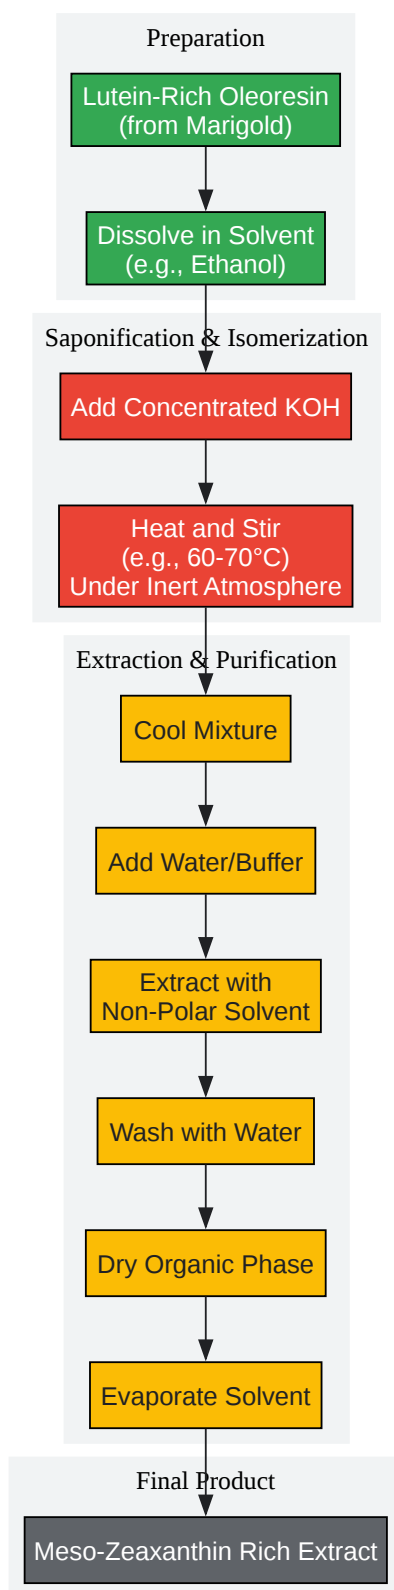 Preparation
Lutein-Rich Oleoresin
(from Marigold)
Dissolve in Solvent
(e.g., Ethanol)
Saponification & Isomerization
Add Concentrated KOH
Heat and Stir
(e.g., 60-70°C)
Under Inert Atmosphere
Extraction & Purification
Cool Mixture
Add Water/Buffer
Extract with
Non-Polar Solvent
Wash with Water
Dry Organic Phase
Evaporate Solvent
Final Product
Meso-Zeaxanthin Rich Extract